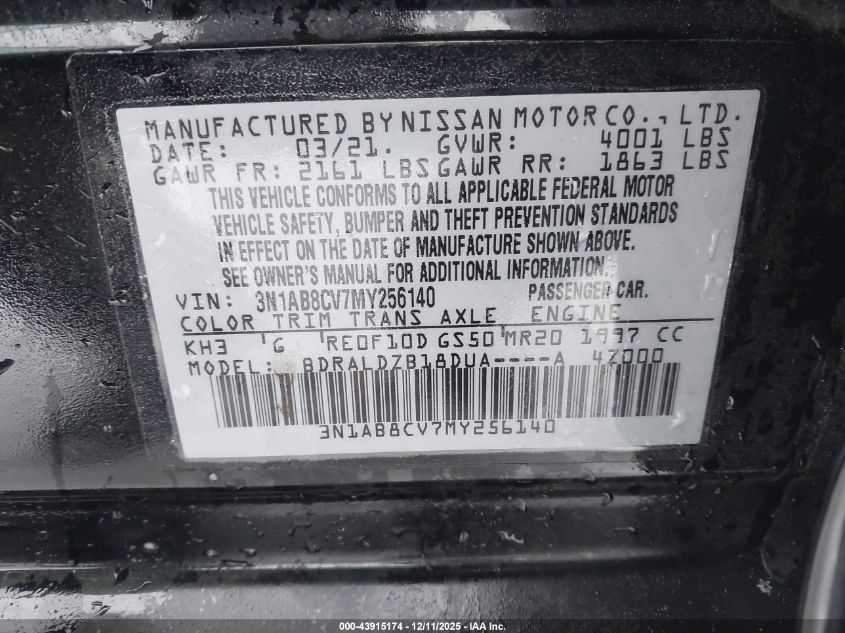 MANUFACTURED BY NISSAN MOTOR CO., LTD.
DATE: 03/21. GVWR: 4001 LBS
GAWR FR: 2161 LBS GAWR RR: 1863 LBS
THIS VEHICLE CONFORMS TO ALL APPLICABLE FEDERAL MOTOR
VEHICLE SAFETY, BUMPER AND THEFT PREVENTION STANDARDS
IN EFFECT ON THE DATE OF MANUFACTURE SHOWN ABOVE.
SEE OWNER'S MANUAL FOR ADDITIONAL INFORMATION.
VIN: 3N1AB8CV7MY256140 PASSENGER CAR.
COLOR TRIM TRANS AXLE ENGINE
KH3 G RE0F10D GS50 MR20 1997 CC
MODEL: BDRALDZB18DUA----A 4Z000
3N1AB8CV7MY256140
000-43915174 - 12/11/2025 - IAA Inc.